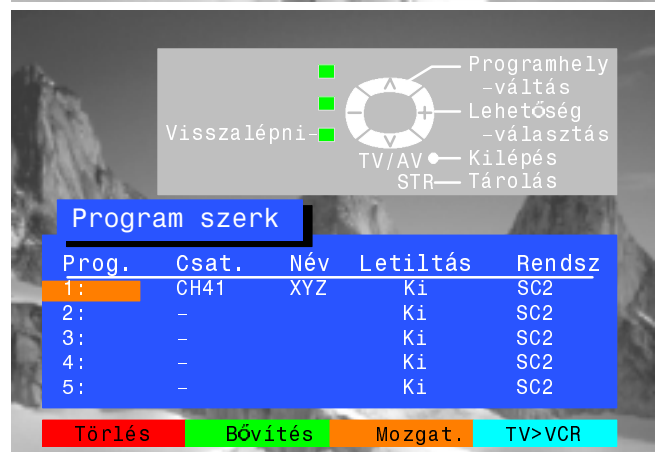 Programhely
-váltás
Lehetőség
Visszalépni-
-választás
TV/AV Kilépés
STR Tárolás
Program szerk
Prog. Csat. Név Letiltás Rendsz
1: CH41 XYZ Ki SC2
2: – Ki SC2
3: – Ki SC2
4: – Ki SC2
5: – Ki SC2
Törlés Bővítés Mozgat. TV>VCR